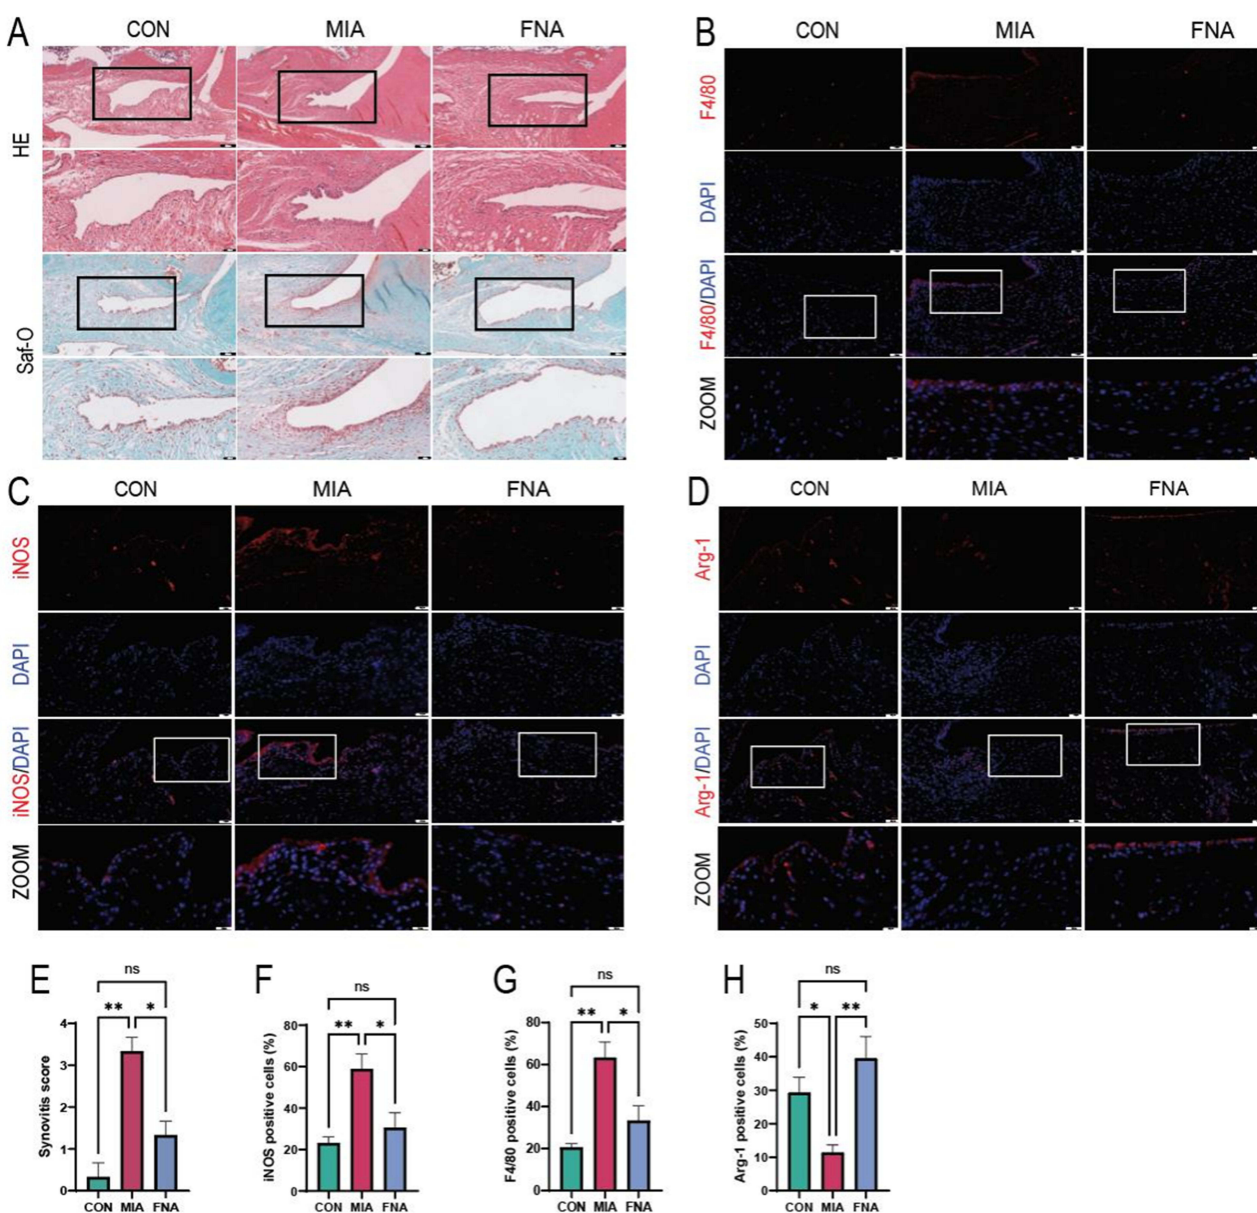 A
CON
MIA
FNA
HE
Saf-O
B
CON
MIA
FNA
F4/80
DAPI
F4/80/DAPI
ZOOM
C
CON
MIA
FNA
iNOS
DAPI
iNOS/DAPI
ZOOM
D
CON
MIA
FNA
Arg-1
DAPI
Arg-1/DAPI
ZOOM
E
ns
** *
Synovitis score
4
3
2
1
0
CON MIA FNA
F
ns
** *
iNOS positive cells (%)
80
60
40
20
0
CON MIA FNA
G
ns
** *
F4/80 positive cells (%)
80
60
40
20
0
CON MIA FNA
H
ns
* **
Arg-1 positive cells (%)
50
40
30
20
10
0
CON MIA FNA